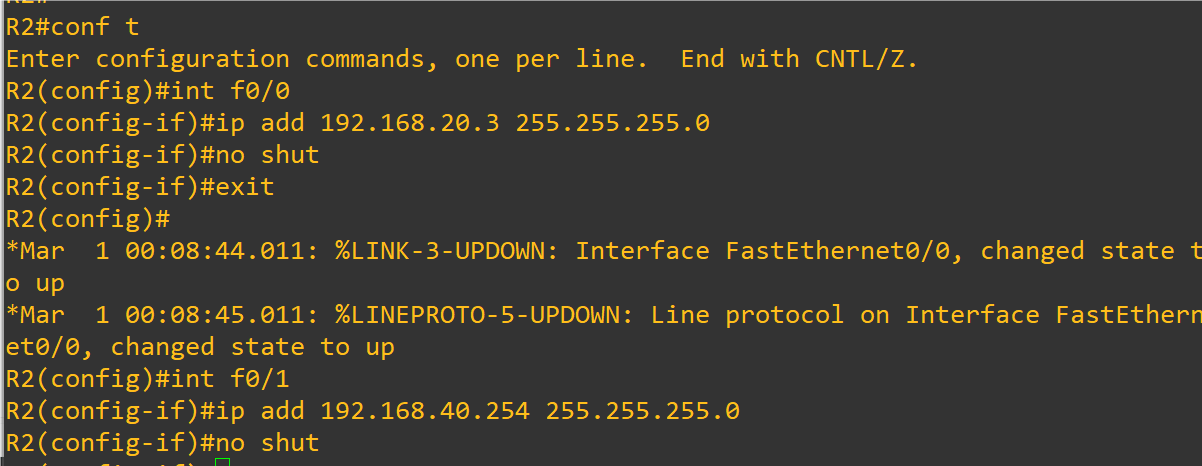 R2#
R2#conf t
Enter configuration commands, one per line.  End with CNTL/Z.
R2(config)#int f0/0
R2(config-if)#ip add 192.168.20.3 255.255.255.0
R2(config-if)#no shut
R2(config-if)#exit
R2(config)#
*Mar  1 00:08:44.011: %LINK-3-UPDOWN: Interface FastEthernet0/0, changed state t
o up
*Mar  1 00:08:45.011: %LINEPROTO-5-UPDOWN: Line protocol on Interface FastEthern
et0/0, changed state to up
R2(config)#int f0/1
R2(config-if)#ip add 192.168.40.254 255.255.255.0
R2(config-if)#no shut